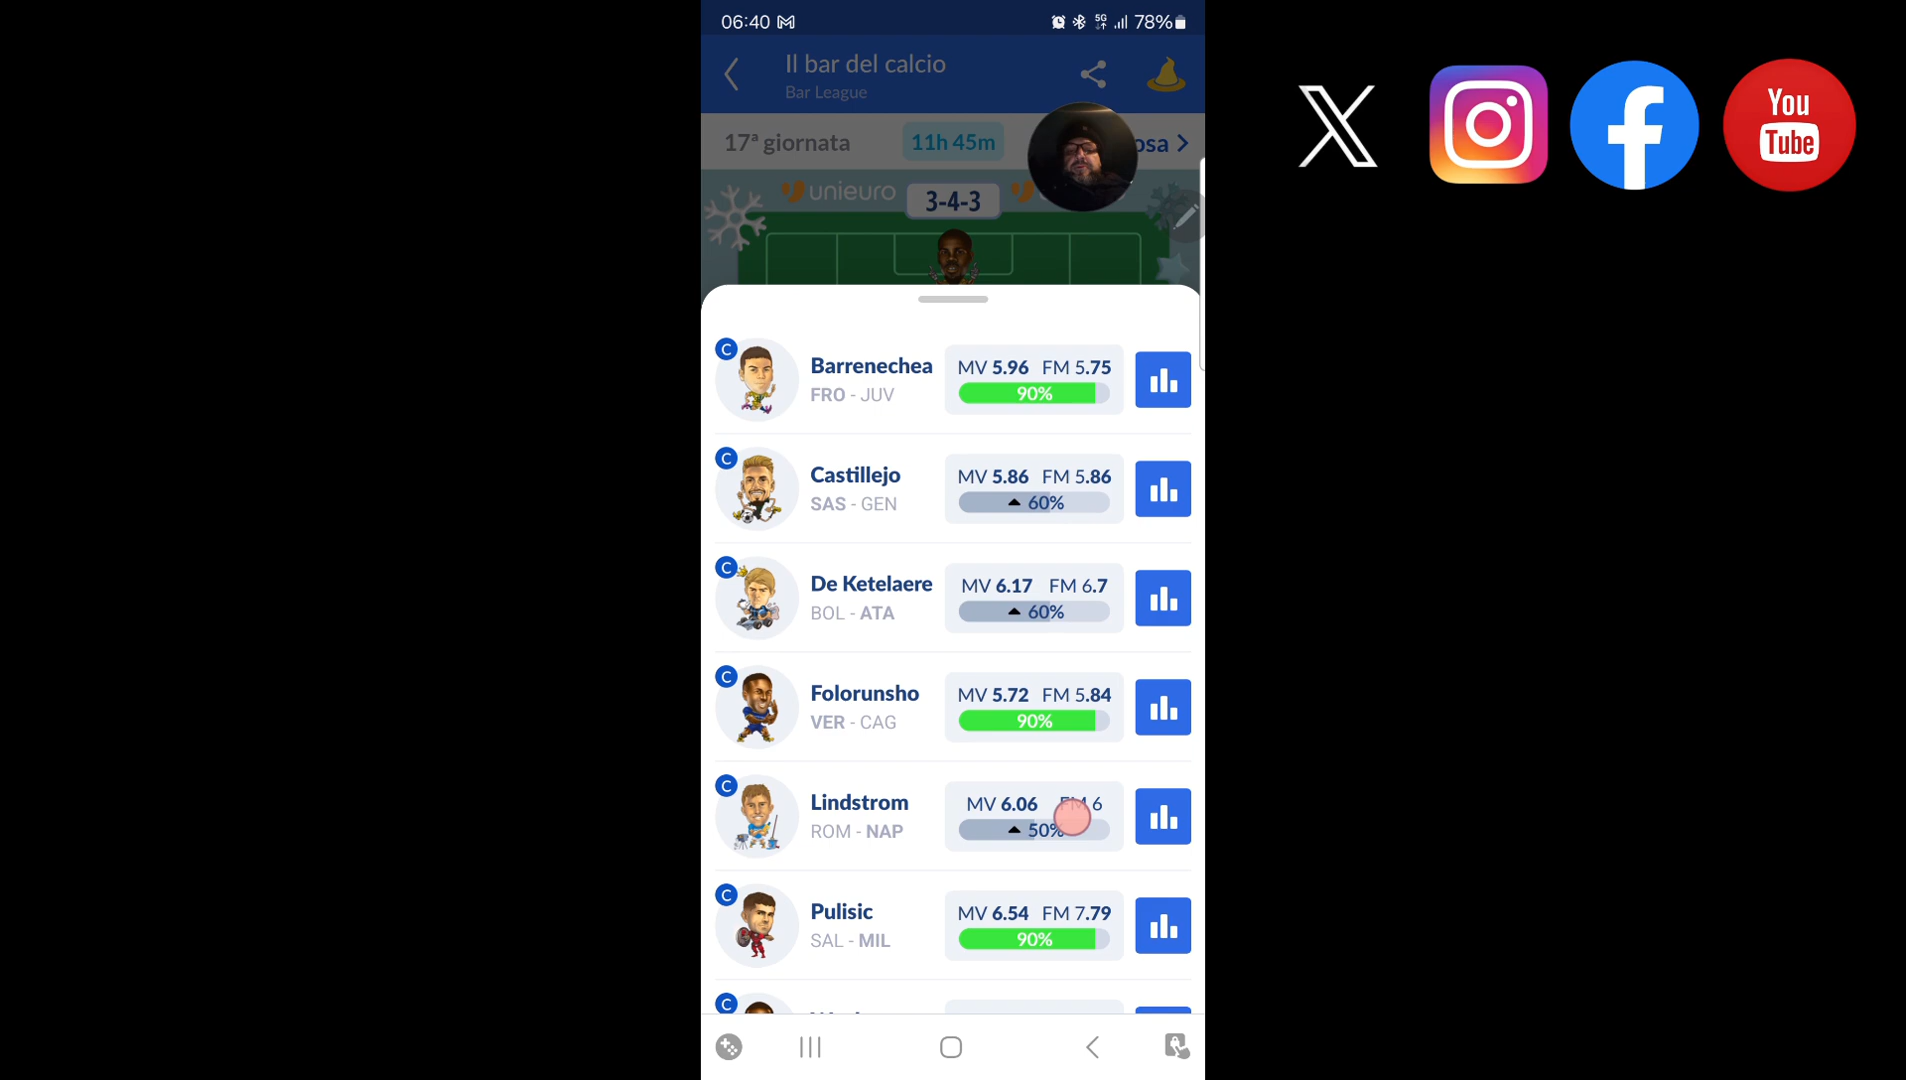 06:40
5G
78%
Il bar del calcio
Bar League
17ª giornata
11h 45m
osa
unieuro
3-4-3
C
Barrenechea
FRO - JUV
MV 5.96 FM 5.75
90%
C
Castillejo
SAS - GEN
MV 5.86 FM 5.86
60%
C
De Ketelaere
BOL - ATA
MV 6.17 FM 6.7
60%
C
Folorunsho
VER - CAG
MV 5.72 FM 5.84
90%
C
Lindstrom
ROM - NAP
MV 6.06 FM 6
50%
C
Pulisic
SAL - MIL
MV 6.54 FM 7.79
90%
C
You
Tube